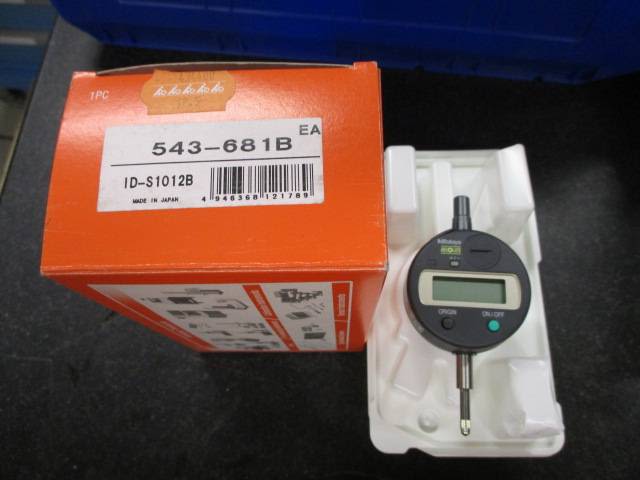 1PC
EA
543-681B
ID-S1012B
MADE IN JAPAN
4 946368 121789
Mitutoyo
ORIGIN
ON/OFF